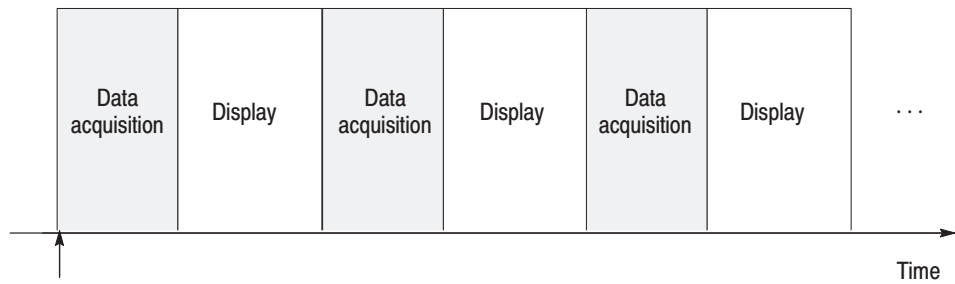 Data
acquisition
Display
Data
acquisition
Display
Data
acquisition
Display
. . .
Time